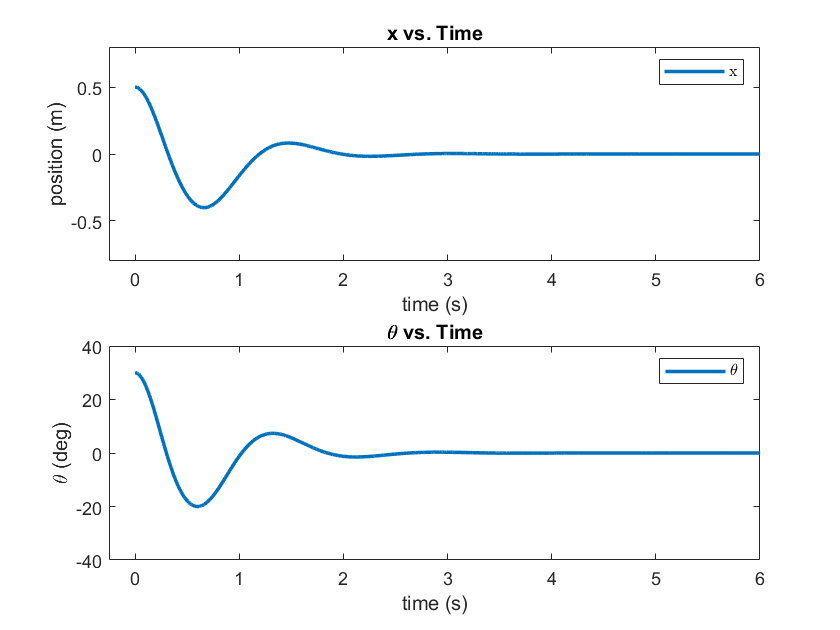 x vs. Time
x
position (m)
0.5
0
-0.5
0 1 2 3 4 5 6
time (s)
θ vs. Time
θ
θ (deg)
40
20
0
-20
-40
0 1 2 3 4 5 6
time (s)